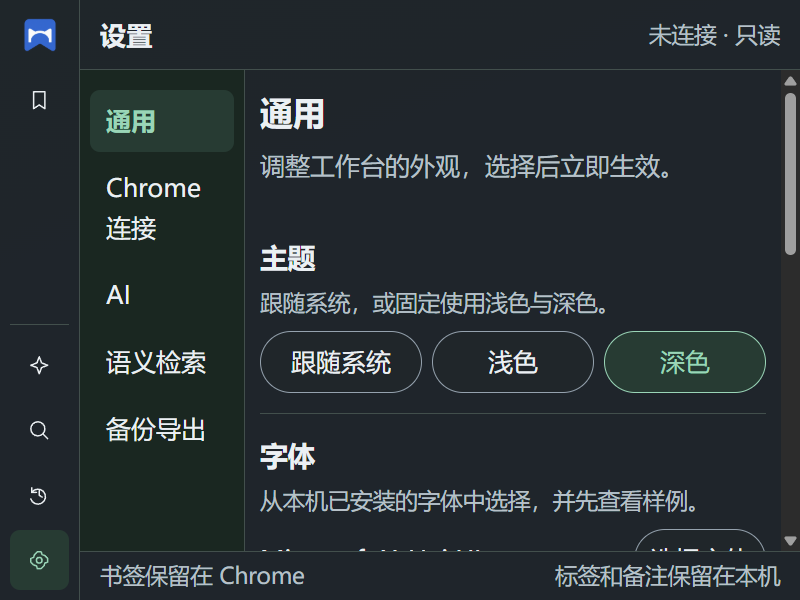 设置
未连接 · 只读
通用
Chrome
连接
AI
语义检索
备份导出
通用
调整工作台的外观，选择后立即生效。
主题
跟随系统，或固定使用浅色与深色。
跟随系统
浅色
深色
字体
从本机已安装的字体中选择，并先查看样例。
书签保留在 Chrome
标签和备注保留在本机